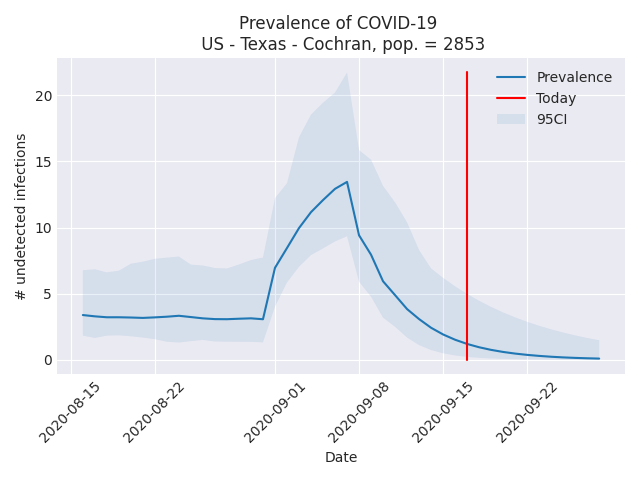 Prevalence of COVID-19
US - Texas - Cochran, pop. = 2853
# undetected infections
20
15
10
5
0
Prevalence
Today
95CI
2020-08-15
2020-08-22
2020-09-01
2020-09-08
2020-09-15
2020-09-22
Date